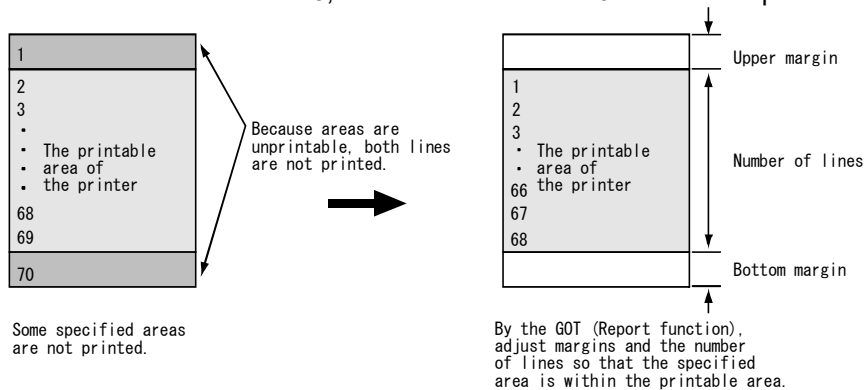 1
2
3
・
・ The printable
・ area of
・ the printer
68
69
70
Because areas are
unprintable, both lines
are not printed.
Some specified areas
are not printed.
1
2
3
・ The printable
・ area of
66 the printer
67
68
Upper margin
Number of lines
Bottom margin
By the GOT (Report function),
adjust margins and the number
of lines so that the specified
area is within the printable area.